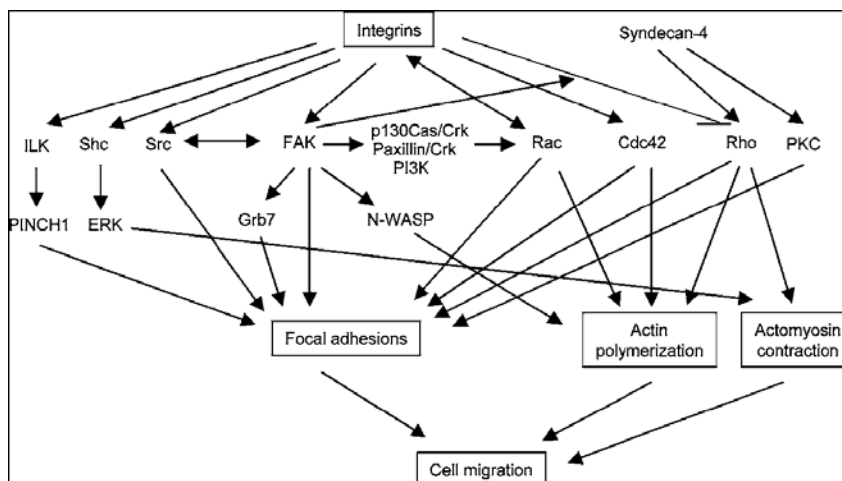 Integrins
Syndecan-4
ILK
Shc
Src
FAK
p130Cas/Crk
Paxillin/Crk
PI3K
Rac
Cdc42
Rho
PKC
PINCH1
ERK
Grb7
N-WASP
Focal adhesions
Actin
polymerization
Actomyosin
contraction
Cell migration